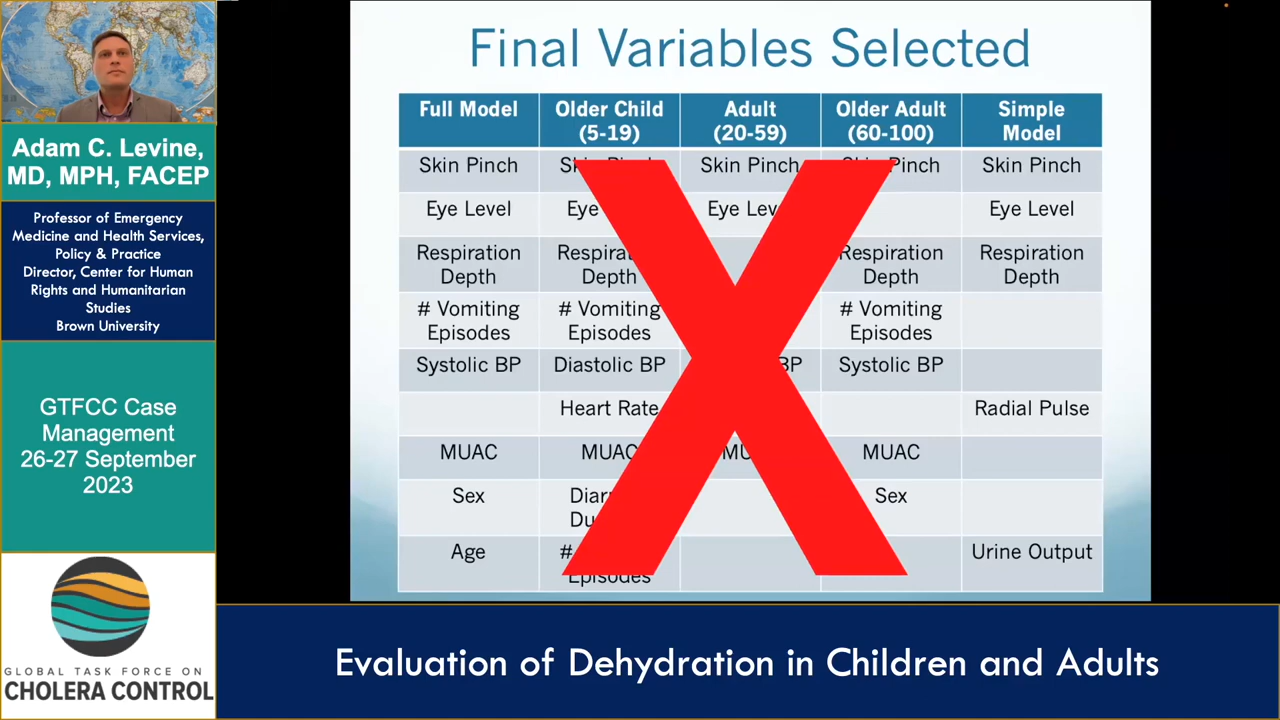 Final Variables Selected
Full Model
Older Child
(5-19)
Adult
(20-59)
Older Adult
(60-100)
Simple
Model
Skin Pinch
Skin Pinch
Pinch
Skin Pinch
Eye Level
Eye
Eye Level
Respiration
Depth
Depth
Respiration
Depth
Respiration
Depth
# Vomiting
Episodes
# Vomiting
Episodes
# Vomiting
Episodes
Systolic BP
Diastolic BP
BP
Systolic BP
Heart Rate
Radial Pulse
MUAC
MUAC
MUAC
Sex
Sex
Age
#
Episodes
Urine Output
Adam C. Levine,
MD, MPH, FACEP
Professor of Emergency
Medicine and Health Services,
Policy & Practice
Director, Center for Human
Rights and Humanitarian
Studies
Brown University
GTFCC Case
Management
26-27 September
2023
GLOBAL TASK FORCE ON
CHOLERA CONTROL
Evaluation of Dehydration in Children and Adults